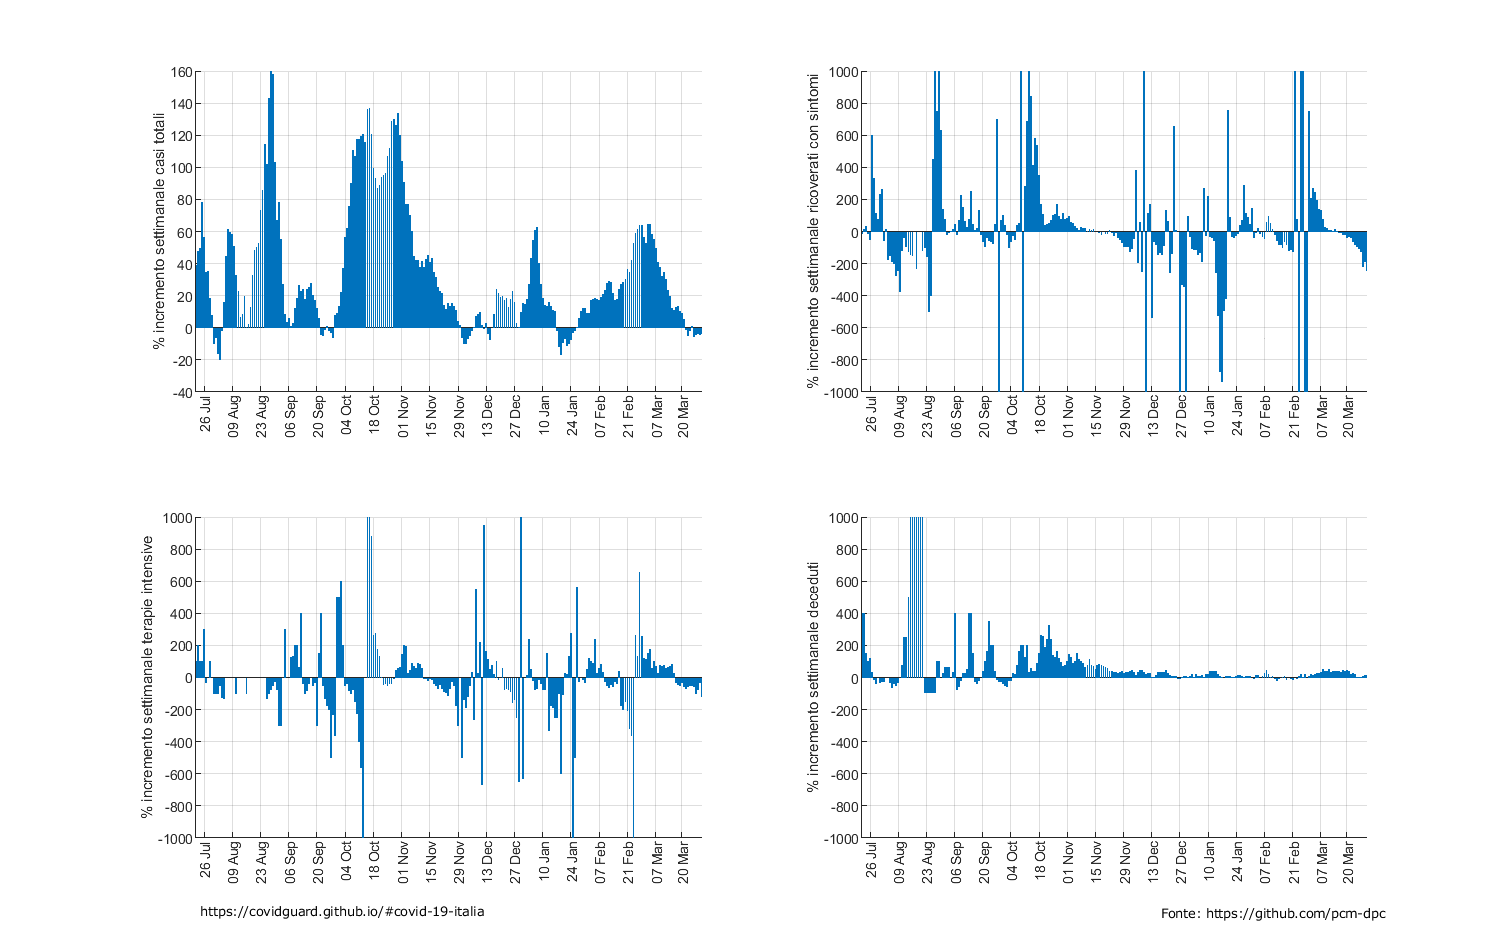 % incremento settimanale casi totali
160
140
120
100
80
60
40
20
0
-20
-40
26 Jul
09 Aug
23 Aug
06 Sep
20 Sep
04 Oct
18 Oct
01 Nov
15 Nov
29 Nov
13 Dec
27 Dec
10 Jan
24 Jan
07 Feb
21 Feb
07 Mar
20 Mar
% incremento settimanale ricoverati con sintomi
1000
800
600
400
200
0
-200
-400
-600
-800
-1000
26 Jul
09 Aug
23 Aug
06 Sep
20 Sep
04 Oct
18 Oct
01 Nov
15 Nov
29 Nov
13 Dec
27 Dec
10 Jan
24 Jan
07 Feb
21 Feb
07 Mar
20 Mar
% incremento settimanale terapie intensive
1000
800
600
400
200
0
-200
-400
-600
-800
-1000
26 Jul
09 Aug
23 Aug
06 Sep
20 Sep
04 Oct
18 Oct
01 Nov
15 Nov
29 Nov
13 Dec
27 Dec
10 Jan
24 Jan
07 Feb
21 Feb
07 Mar
20 Mar
% incremento settimanale deceduti
1000
800
600
400
200
0
-200
-400
-600
-800
-1000
26 Jul
09 Aug
23 Aug
06 Sep
20 Sep
04 Oct
18 Oct
01 Nov
15 Nov
29 Nov
13 Dec
27 Dec
10 Jan
24 Jan
07 Feb
21 Feb
07 Mar
20 Mar
https://covidguard.github.io/#covid-19-italia
Fonte: https://github.com/pcm-dpc